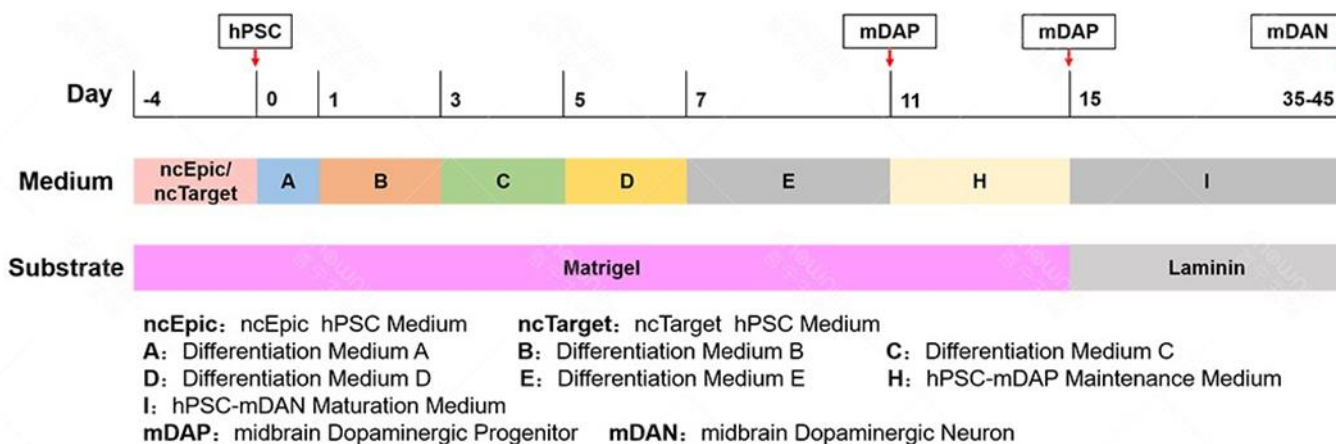 hPSC mDAP mDAP mDAN
Day -4 0 1 3 5 7 11 15 35-45
Medium ncEpic/ A B C D E H I
ncTarget
Substrate Matrigel Laminin
ncEpic: ncEpic hPSC Medium ncTarget: ncTarget hPSC Medium
A: Differentiation Medium A B: Differentiation Medium B C: Differentiation Medium C
D: Differentiation Medium D E: Differentiation Medium E H: hPSC-mDAP Maintenance Medium
I: hPSC-mDAN Maturation Medium
mDAP: midbrain Dopaminergic Progenitor mDAN: midbrain Dopaminergic Neuron